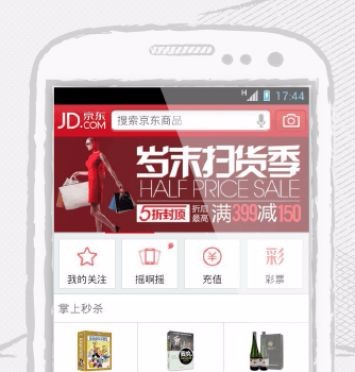 H 17:44
JD.京东
.COM
搜索京东商品
岁末扫货季
HALF PRICE SALE
5折封顶 折后最高 满399减150
我的关注 摇啊摇 充值 彩票
掌上秒杀